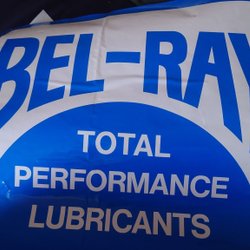 BEL-RAY
TOTAL
PERFORMANCE
LUBRICANTS